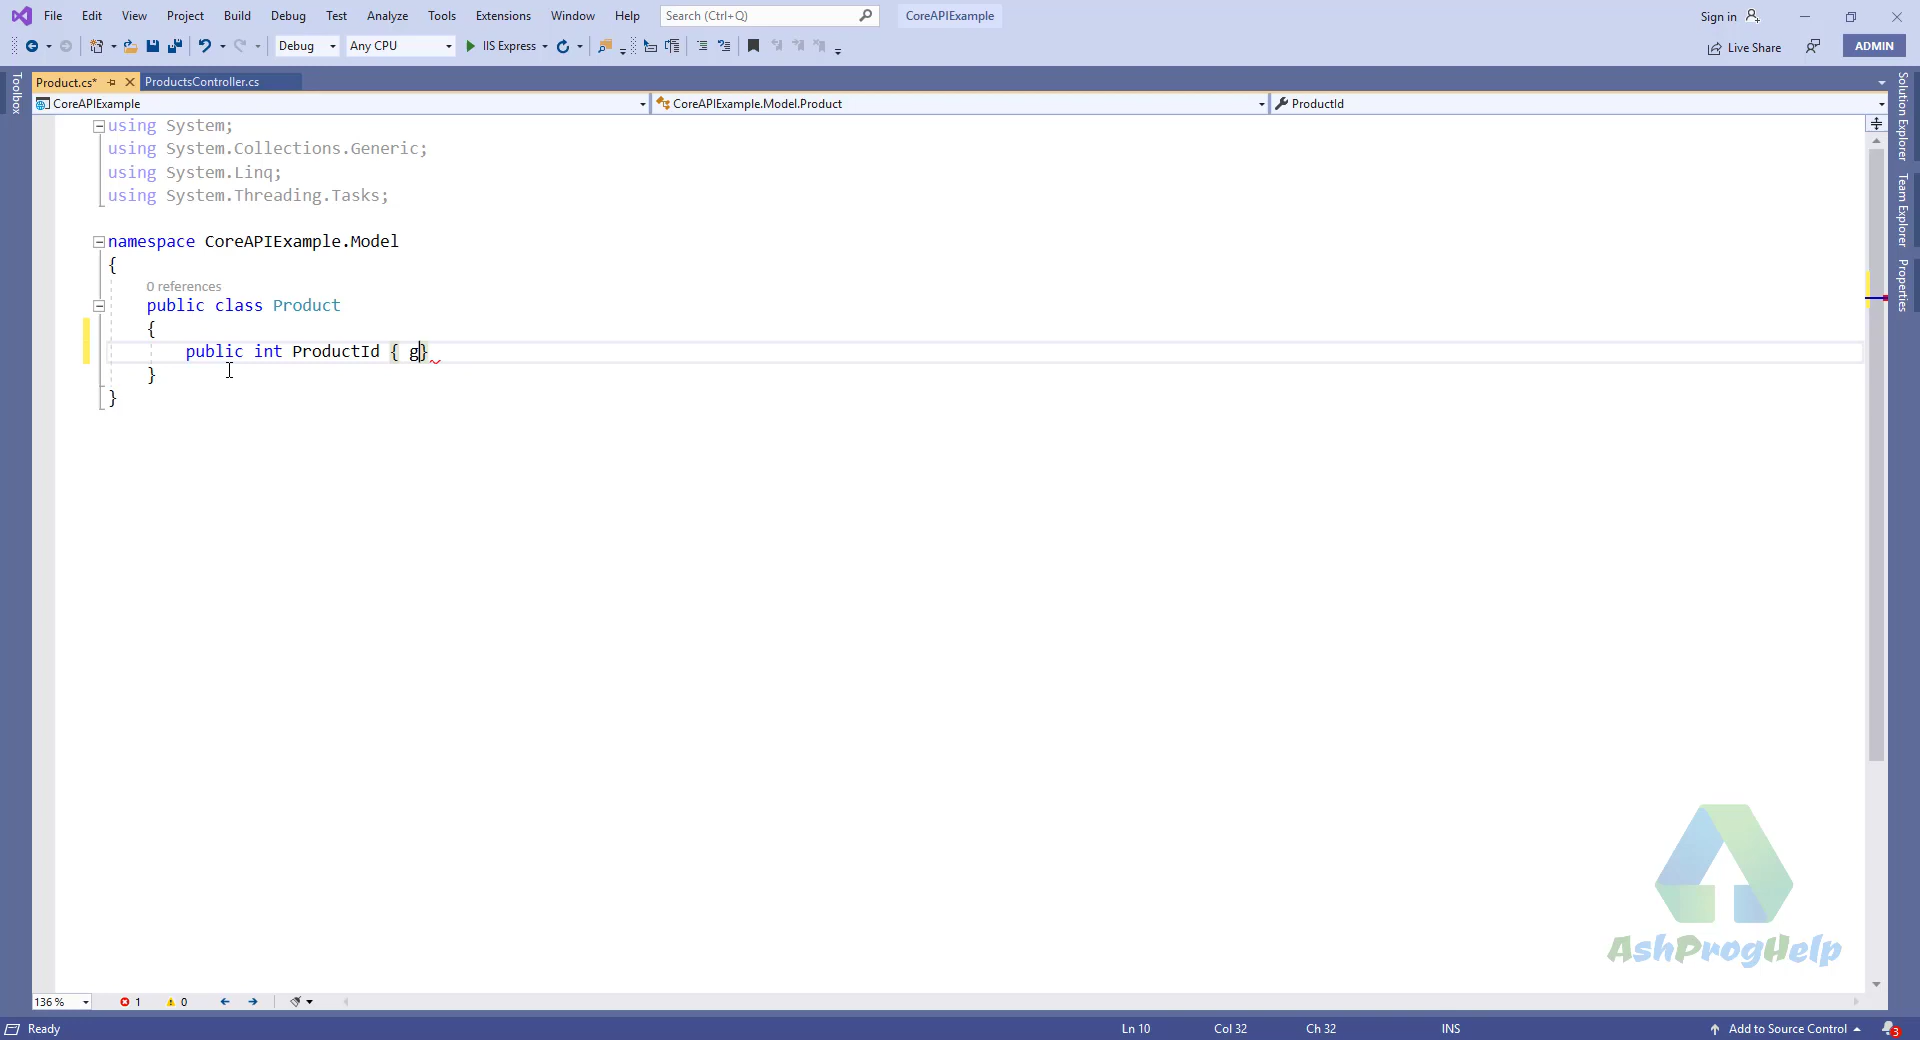 File Edit View Project Build Debug Test Analyze Tools Extensions Window Help Search (Ctrl+Q) CoreAPIExample Sign in
Debug Any CPU IIS Express Live Share ADMIN
Toolbox
Product.cs* ProductsController.cs
CoreAPIExample CoreAPIExample.Model.Product ProductId
using System;
using System.Collections.Generic;
using System.Linq;
using System.Threading.Tasks;
namespace CoreAPIExample.Model
{
0 references
public class Product
{
public int ProductId { g}
}
}
Solution Explorer
Team Explorer
Properties
AshProgHelp
136 % 1 0
Ready Ln 10 Col 32 Ch 32 INS Add to Source Control 3